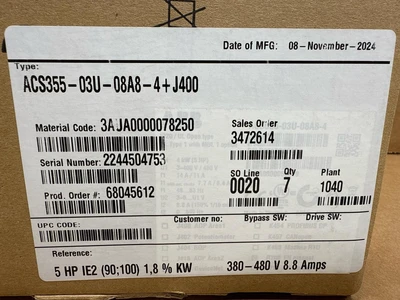 Date of MFG: 08-November-2024
Type:
ACS355-03U-08A8-4+J400
Material Code: 3AJA0000078250
Sales Order
3472614
Serial Number: 2244504753
SO Line Qty Plant
0020 7 1040
Prod. Order #: 68045612
UPC CODE:
Customer no: Bypass SW: Drive SW:
Reference:
5 HP IE2 (90;100) 1,8 % KW 380-480 V 8.8 Amps